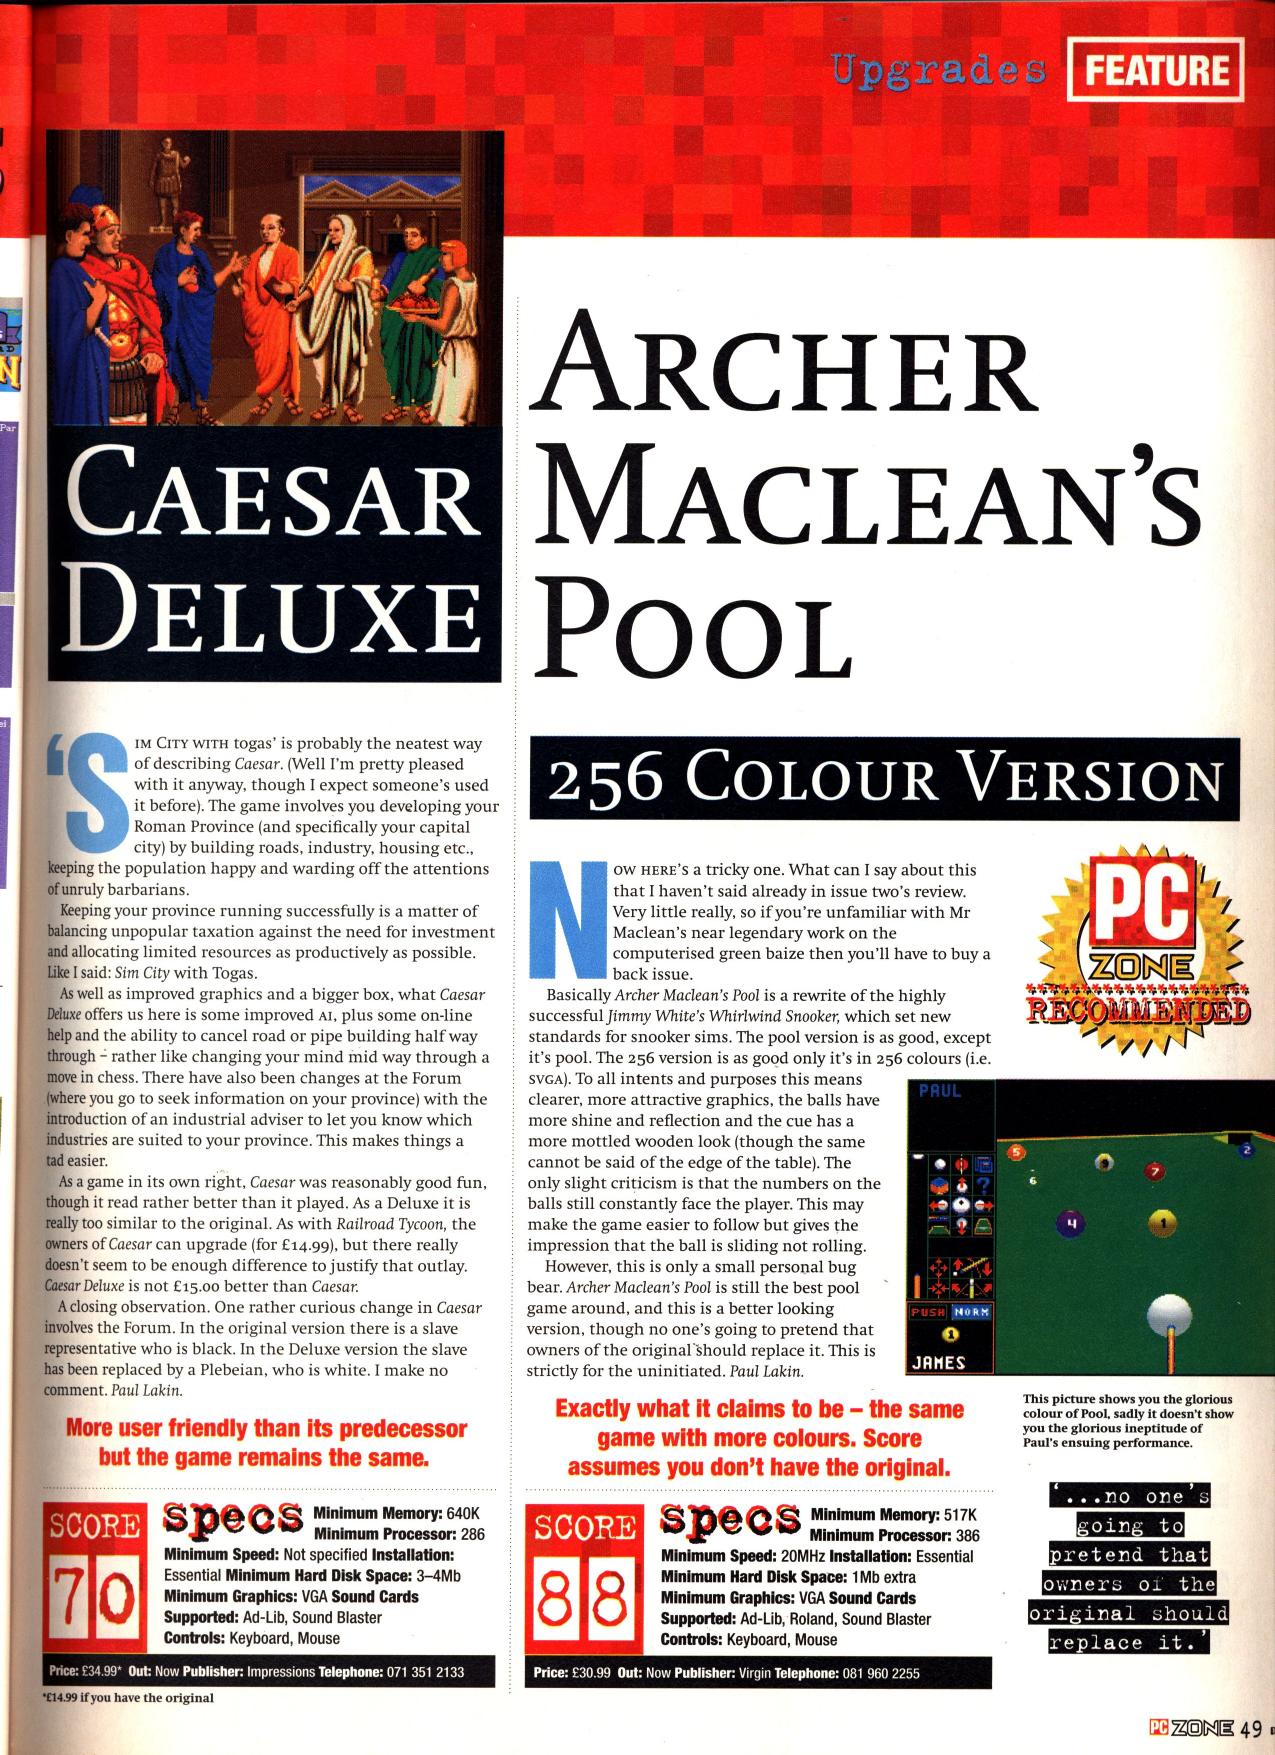 Upgrades FEATURE
CAESAR
DELUXE
'SIM CITY WITH togas' is probably the neatest way
of describing Caesar. (Well I'm pretty pleased
with it anyway, though I expect someone's used
it before). The game involves you developing your
Roman Province (and specifically your capital
city) by building roads, industry, housing etc.,
keeping the population happy and warding off the attentions
of unruly barbarians.
Keeping your province running successfully is a matter of
balancing unpopular taxation against the need for investment
and allocating limited resources as productively as possible.
Like I said: Sim City with Togas.
As well as improved graphics and a bigger box, what Caesar
Deluxe offers us here is some improved AI, plus some on-line
help and the ability to cancel road or pipe building half way
through – rather like changing your mind mid way through a
move in chess. There have also been changes at the Forum
(where you go to seek information on your province) with the
introduction of an industrial adviser to let you know which
industries are suited to your province. This makes things a
tad easier.
As a game in its own right, Caesar was reasonably good fun,
though it read rather better than it played. As a Deluxe it is
really too similar to the original. As with Railroad Tycoon, the
owners of Caesar can upgrade (for £14.99), but there really
doesn't seem to be enough difference to justify that outlay.
Caesar Deluxe is not £15.00 better than Caesar.
A closing observation. One rather curious change in Caesar
involves the Forum. In the original version there is a slave
representative who is black. In the Deluxe version the slave
has been replaced by a Plebeian, who is white. I make no
comment. Paul Lakin.
More user friendly than its predecessor
but the game remains the same.
SCORE
70
specs Minimum Memory: 640K
Minimum Processor: 286
Minimum Speed: Not specified Installation:
Essential Minimum Hard Disk Space: 3–4Mb
Minimum Graphics: VGA Sound Cards
Supported: Ad-Lib, Sound Blaster
Controls: Keyboard, Mouse
Price: £34.99* Out: Now Publisher: Impressions Telephone: 071 351 2133
*£14.99 if you have the original
ARCHER
MACLEAN'S
POOL
256 COLOUR VERSION
NOW HERE'S a tricky one. What can I say about this
that I haven't said already in issue two's review.
Very little really, so if you're unfamiliar with Mr
Maclean's near legendary work on the
computerised green baize then you'll have to buy a
back issue.
Basically Archer Maclean's Pool is a rewrite of the highly
successful Jimmy White's Whirlwind Snooker, which set new
standards for snooker sims. The pool version is as good, except
it's pool. The 256 version is as good only it's in 256 colours (i.e.
SVGA). To all intents and purposes this means
clearer, more attractive graphics, the balls have
more shine and reflection and the cue has a
more mottled wooden look (though the same
cannot be said of the edge of the table). The
only slight criticism is that the numbers on the
balls still constantly face the player. This may
make the game easier to follow but gives the
impression that the ball is sliding not rolling.
However, this is only a small personal bug
bear. Archer Maclean's Pool is still the best pool
game around, and this is a better looking
version, though no one's going to pretend that
owners of the original should replace it. This is
strictly for the uninitiated. Paul Lakin.
Exactly what it claims to be – the same
game with more colours. Score
assumes you don't have the original.
SCORE
88
specs Minimum Memory: 517K
Minimum Processor: 386
Minimum Speed: 20MHz Installation: Essential
Minimum Hard Disk Space: 1Mb extra
Minimum Graphics: VGA Sound Cards
Supported: Ad-Lib, Roland, Sound Blaster
Controls: Keyboard, Mouse
Price: £30.99 Out: Now Publisher: Virgin Telephone: 081 960 2255
PC
ZONE
RECOMMENDED
PAUL
5 9 2
6 7
?
4 1
PUSH NORM
1
JAMES
This picture shows you the glorious
colour of Pool, sadly it doesn't show
you the glorious ineptitude of
Paul's ensuing performance.
'...no one's
going to
pretend that
owners of the
original should
replace it.'
PC ZONE 49